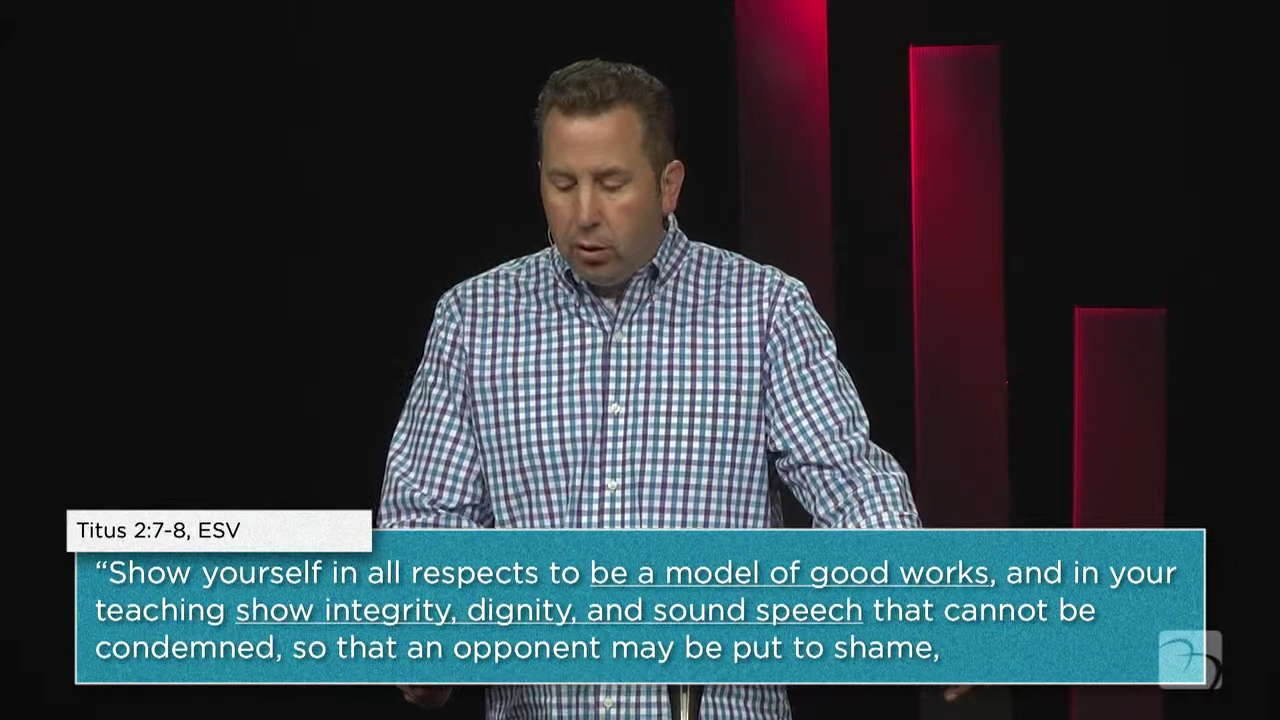 Titus 2:7-8, ESV
“Show yourself in all respects to be a model of good works, and in your
teaching show integrity, dignity, and sound speech that cannot be
condemned, so that an opponent may be put to shame,